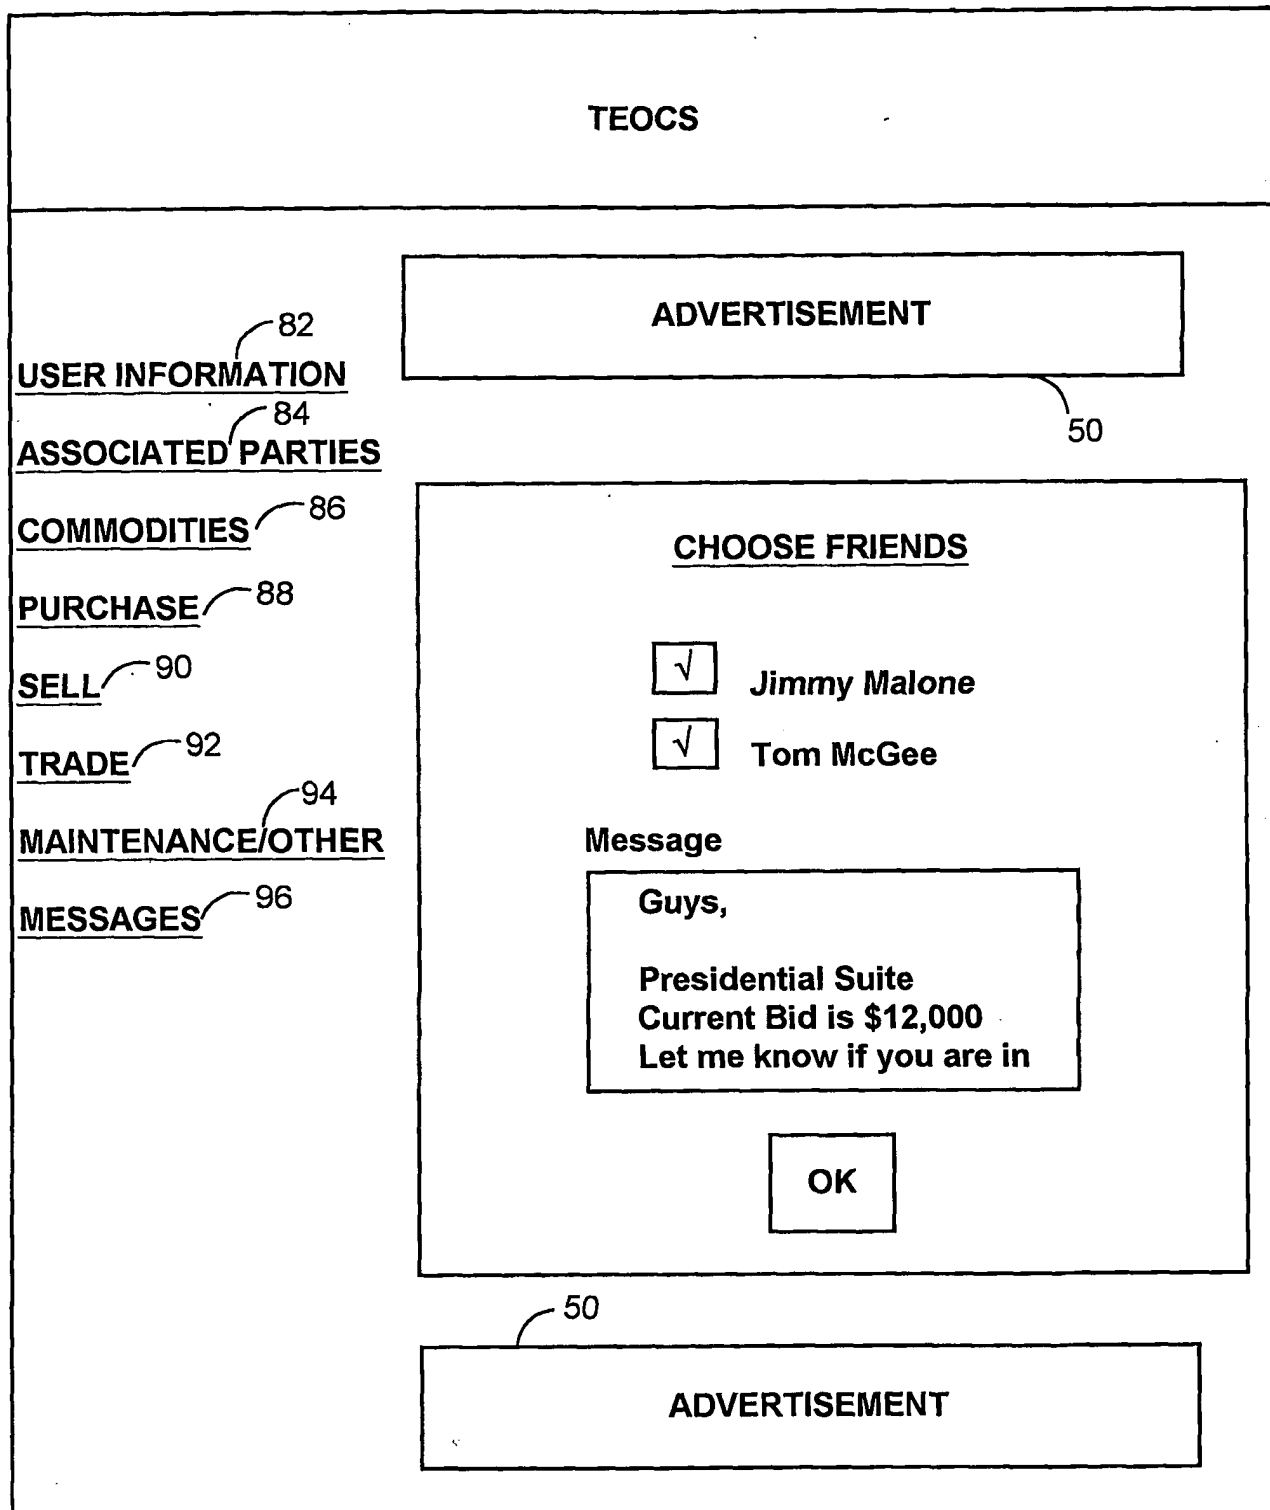 TEOCS
ADVERTISEMENT
50
82
USER INFORMATION
84
ASSOCIATED PARTIES
86
COMMODITIES
88
PURCHASE
90
SELL
92
TRADE
94
MAINTENANCE/OTHER
96
MESSAGES
CHOOSE FRIENDS
√ Jimmy Malone
√ Tom McGee
Message
Guys,
Presidential Suite
Current Bid is $12,000
Let me know if you are in
OK
50
ADVERTISEMENT